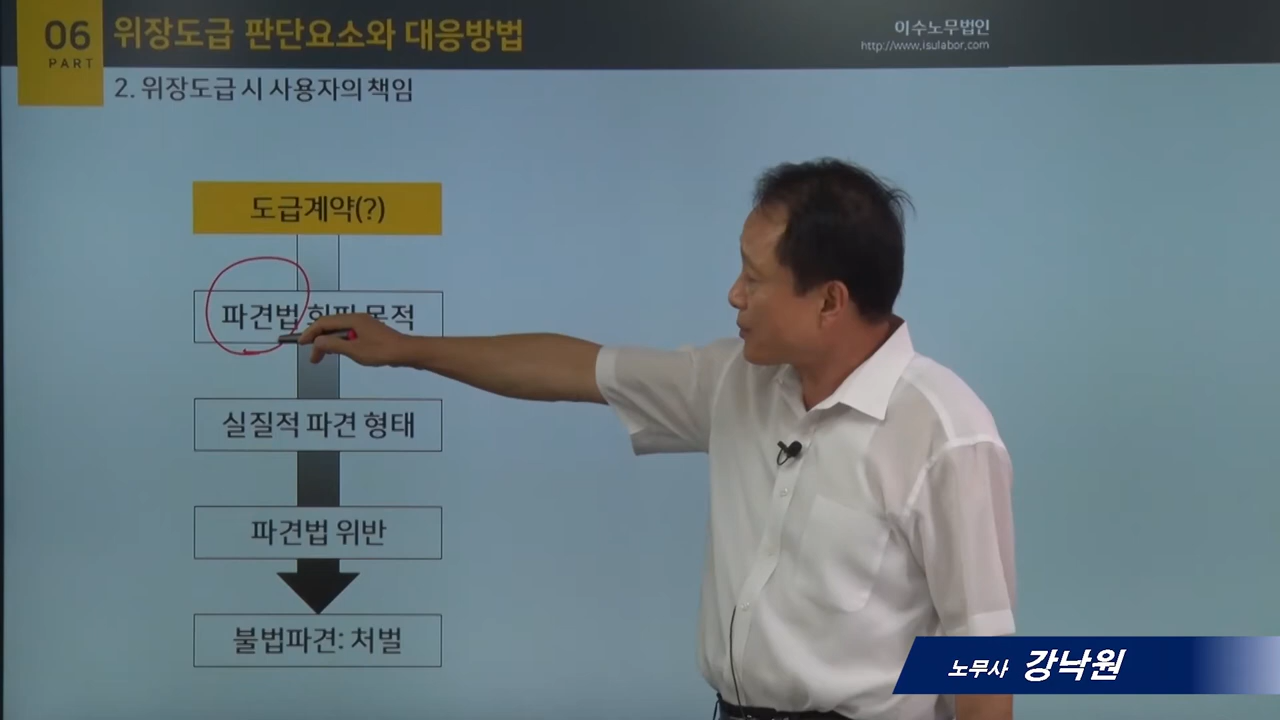 06
PART
위장도급 판단요소와 대응방법
이수노무법인
http://www.isulabor.com
2. 위장도급 시 사용자의 책임
도급계약(?)
파견법 회피 목적
실질적 파견 형태
파견법 위반
불법파견: 처벌
노무사 강낙원